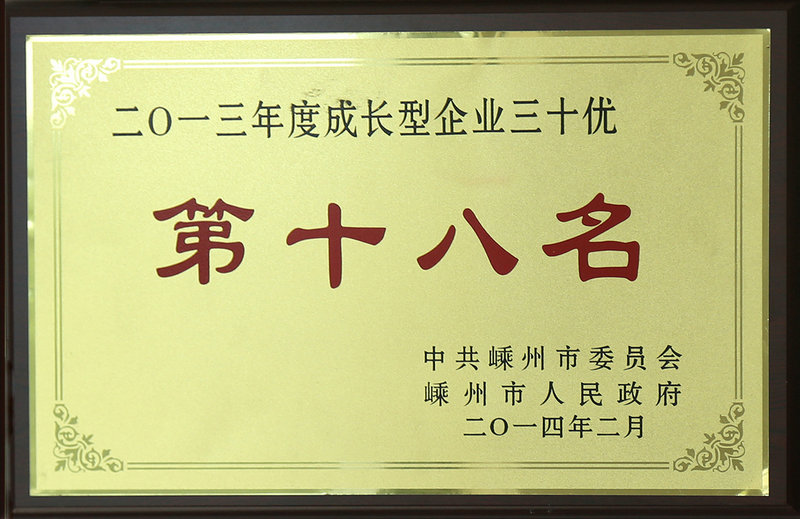 二〇一三年度成长型企业三十优
第十八名
中共嵊州市委员会
嵊州市人民政府
二〇一四年二月